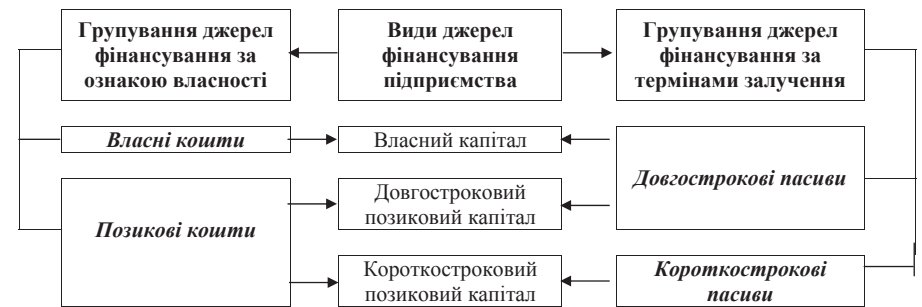 Групування джерел
фінансування за
ознакою власності
Види джерел
фінансування
підприємства
Групування джерел
фінансування за
термінами залучення
Власні кошти
Власний капітал
Довгострокові пасиви
Довгостроковий
позиковий капітал
Позикові кошти
Короткостроковий
позиковий капітал
Короткострокові
пасиви